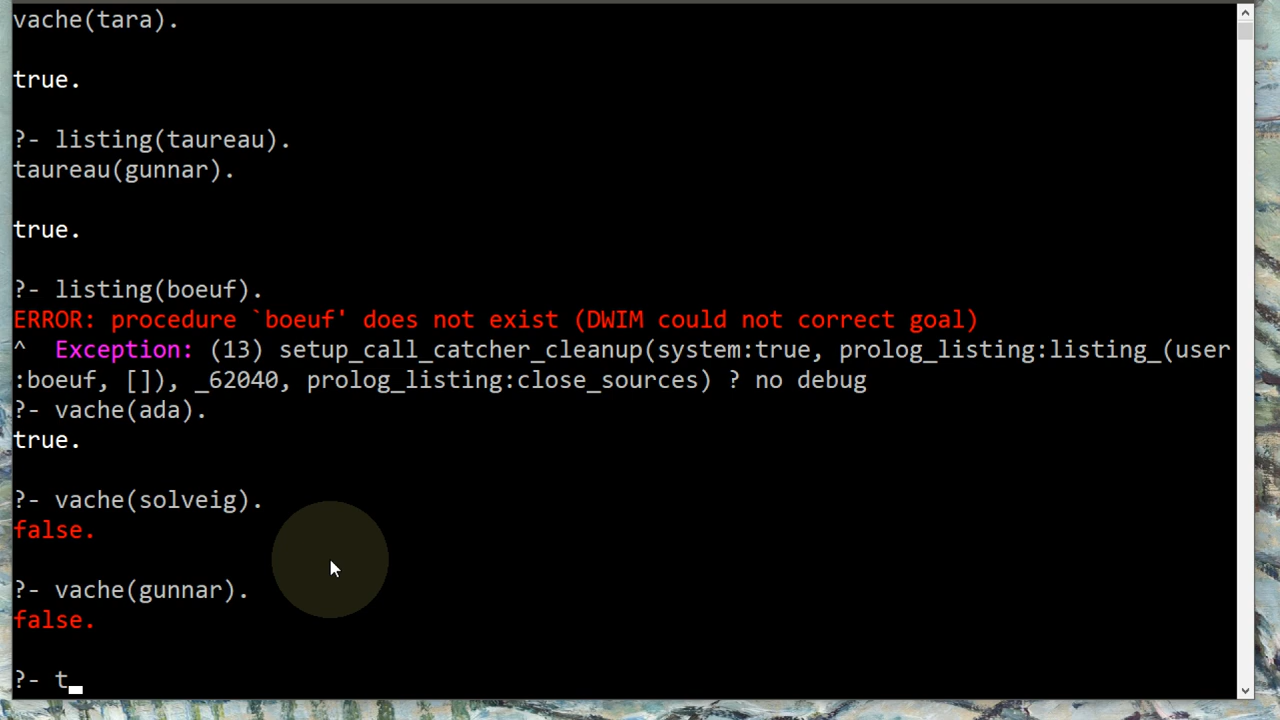 vache(tara).
true.
?- listing(taureau).
taureau(gunnar).
true.
?- listing(boeuf).
ERROR: procedure `boeuf' does not exist (DWIM could not correct goal)
^  Exception: (13) setup_call_catcher_cleanup(system:true, prolog_listing:listing_(user
:boeuf, []), _62040, prolog_listing:close_sources) ? no debug
?- vache(ada).
true.
?- vache(solveig).
false.
?- vache(gunnar).
false.
?- t